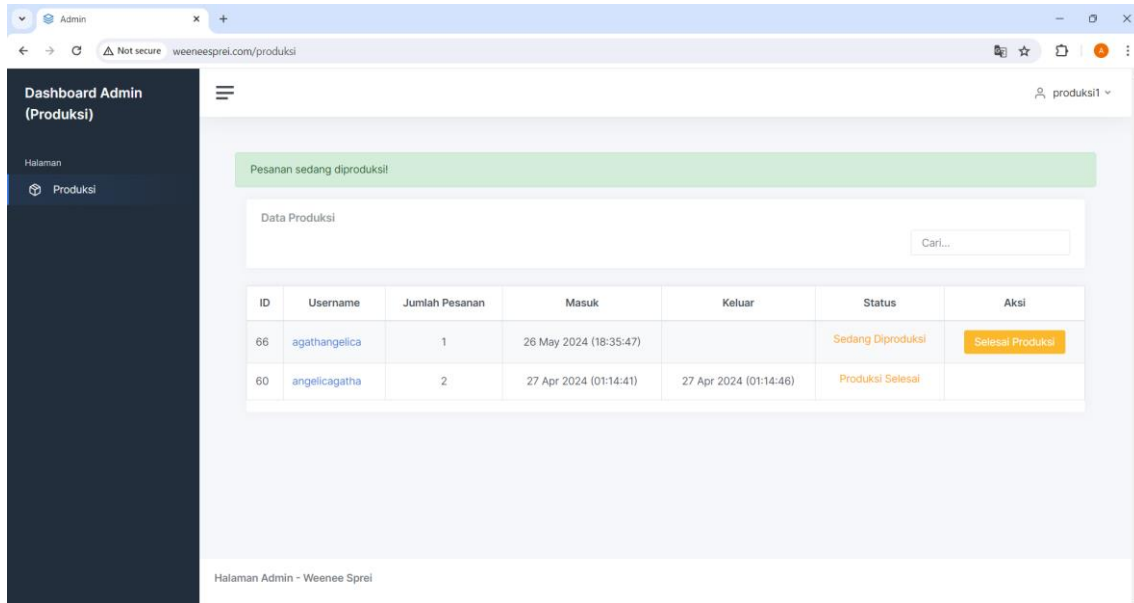 Admin
Not secure weeneesprei.com/produksi
A
Dashboard Admin
(Produksi)
produksi1
Halaman
Produksi
Pesanan sedang diproduksi!
Data Produksi
Cari...
ID Username Jumlah Pesanan Masuk Keluar Status Aksi
66 agathangelica 1 26 May 2024 (18:35:47) Sedang Diproduksi Selesai Produksi
60 angelicagatha 2 27 Apr 2024 (01:14:41) 27 Apr 2024 (01:14:46) Produksi Selesai
Halaman Admin - Weenee Sprei